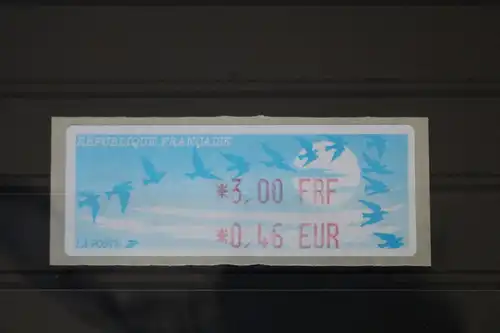 REPUBLIQUE FRANÇAISE
*3,00 FRF
*0,46 EUR
LA POSTE